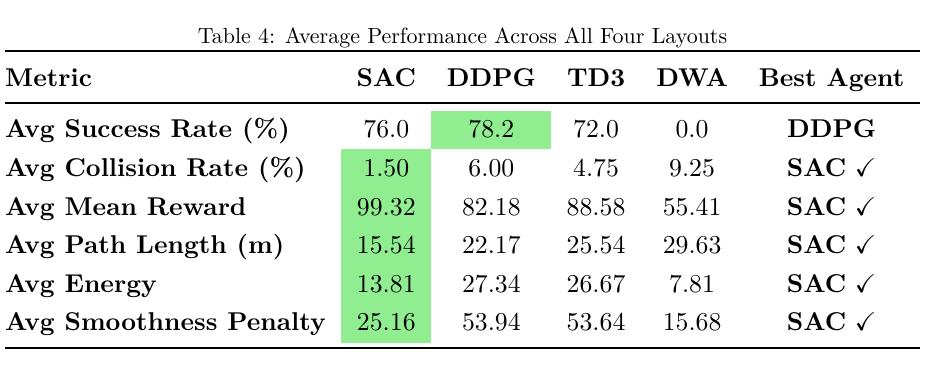 Table 4: Average Performance Across All Four Layouts
Metric SAC DDPG TD3 DWA Best Agent
Avg Success Rate (%) 76.0 78.2 72.0 0.0 DDPG
Avg Collision Rate (%) 1.50 6.00 4.75 9.25 SAC ✓
Avg Mean Reward 99.32 82.18 88.58 55.41 SAC ✓
Avg Path Length (m) 15.54 22.17 25.54 29.63 SAC ✓
Avg Energy 13.81 27.34 26.67 7.81 SAC ✓
Avg Smoothness Penalty 25.16 53.94 53.64 15.68 SAC ✓